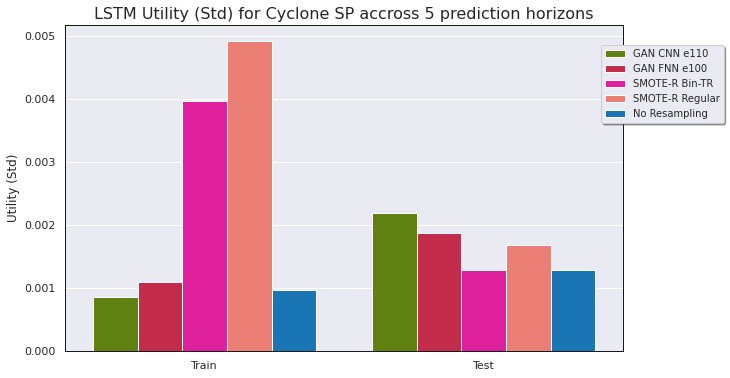 LSTM Utility (Std) for Cyclone SP accross 5 prediction horizons
0.005
0.004
0.003
0.002
0.001
0.000
Utility (Std)
Train
Test
GAN CNN e110
GAN FNN e100
SMOTE-R Bin-TR
SMOTE-R Regular
No Resampling